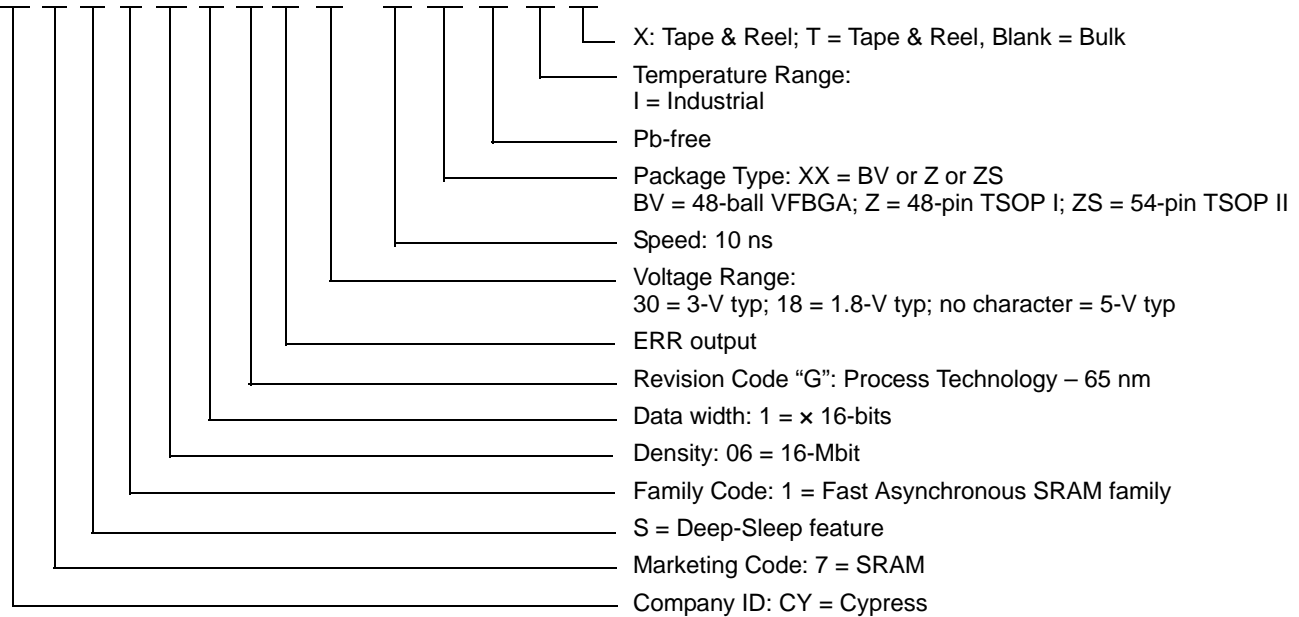 X: Tape & Reel; T = Tape & Reel, Blank = Bulk
Temperature Range:
I = Industrial
Pb-free
Package Type: XX = BV or Z or ZS
BV = 48-ball VFBGA; Z = 48-pin TSOP I; ZS = 54-pin TSOP II
Speed: 10 ns
Voltage Range:
30 = 3-V typ; 18 = 1.8-V typ; no character = 5-V typ
ERR output
Revision Code “G”: Process Technology – 65 nm
Data width: 1 = × 16-bits
Density: 06 = 16-Mbit
Family Code: 1 = Fast Asynchronous SRAM family
S = Deep-Sleep feature
Marketing Code: 7 = SRAM
Company ID: CY = Cypress